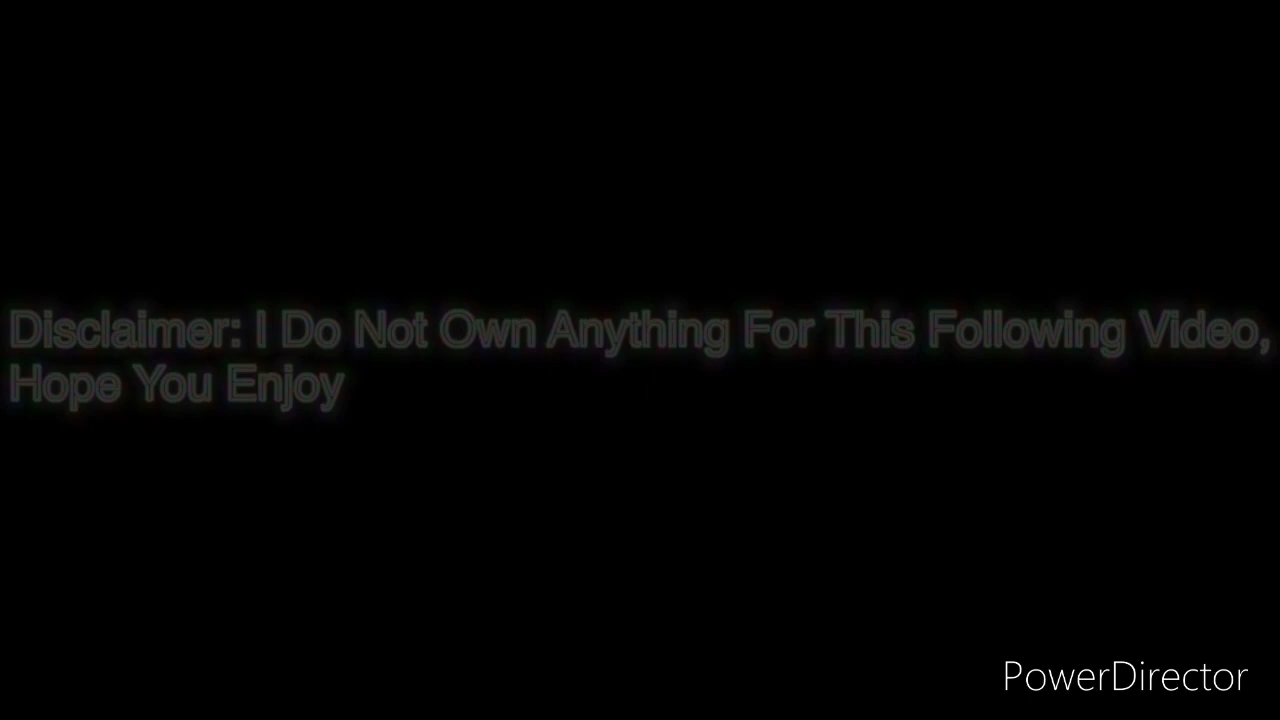 Disclaimer: I Do Not Own Anything For This Following Video,
Hope You Enjoy
PowerDirector